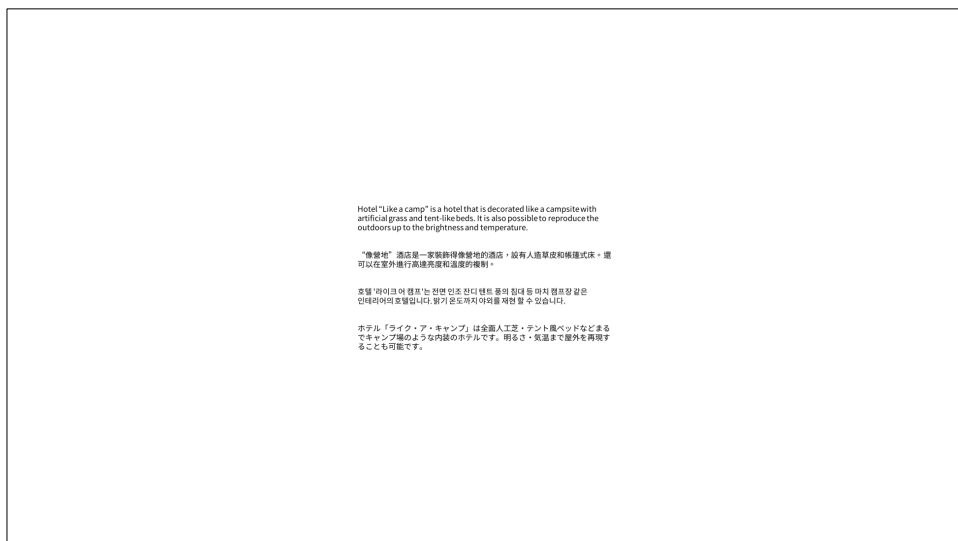 Hotel “Like a camp” is a hotel that is decorated like a campsite with
artificial grass and tent-like beds. It is also possible to reproduce the
outdoors up to the brightness and temperature.
“像營地”酒店是一家裝飾得像營地的酒店，設有人造草皮和帳篷式床。還
可以在室外進行高達亮度和溫度的複制。
호텔 '라이크 어 캠프'는 전면 인조 잔디 텐트 풍의 침대 등 마치 캠프장 같은
인테리어의 호텔입니다. 밝기 온도까지 야외를 재현 할 수 있습니다.
ホテル「ライク・ア・キャンプ」は全面人工芝・テント風ベッドなどまる
でキャンプ場のような内装のホテルです。明るさ・気温まで屋外を再現す
ることも可能です。